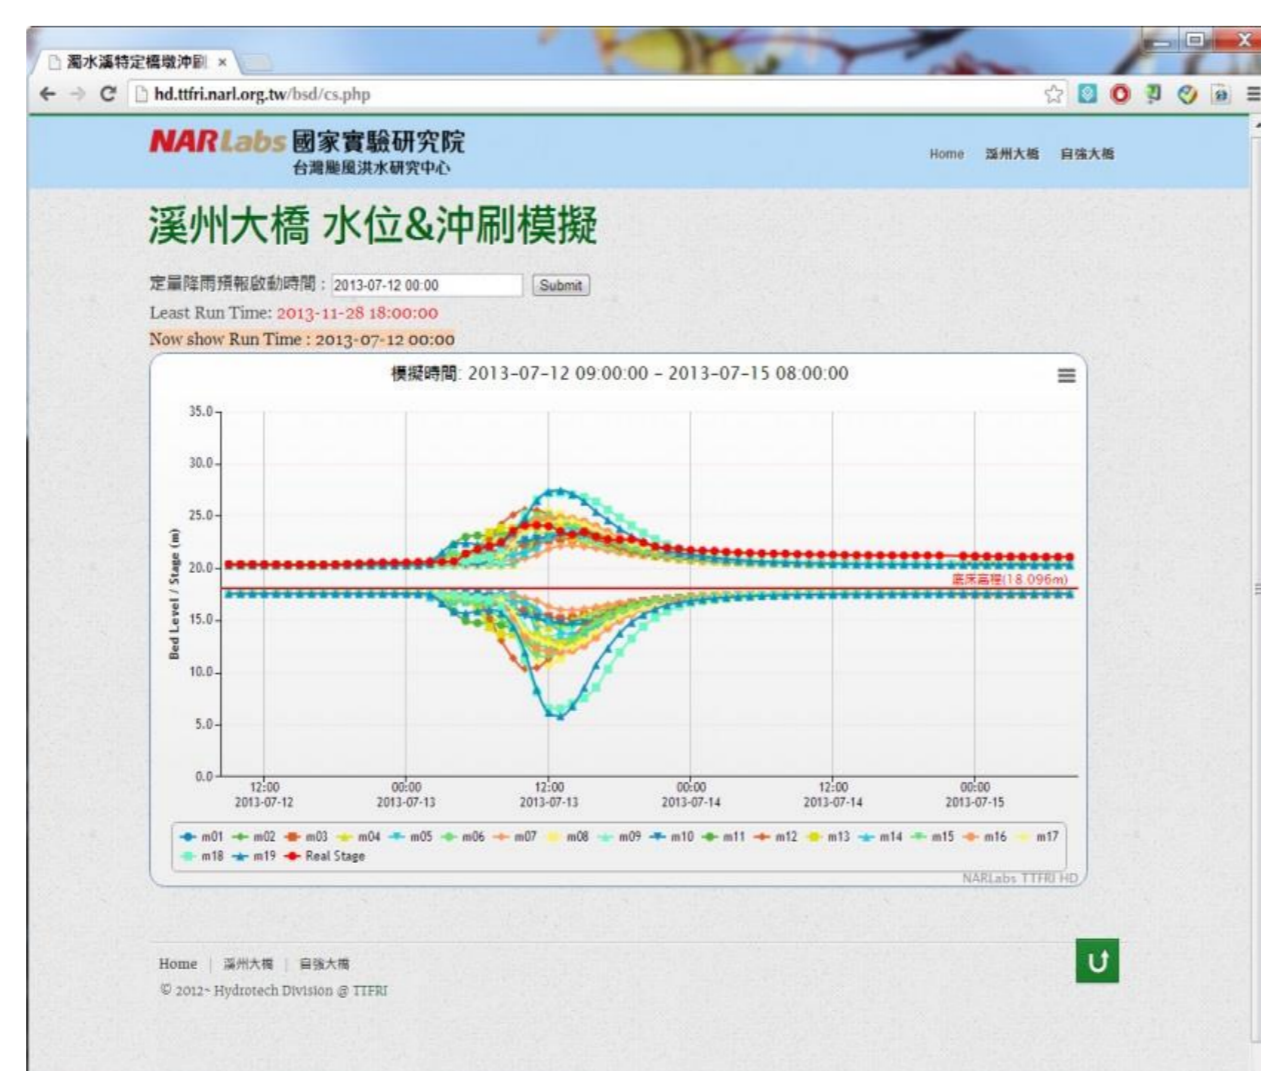 濁水溪特定橋墩沖刷
hd.ttfri.narl.org.tw/bsd/cs.php
NARLabs 國家實驗研究院
台灣颱風洪水研究中心
Home 溪州大橋 自強大橋
溪州大橋 水位&沖刷模擬
定量降雨預報啟動時間 : 2013-07-12 00:00 Submit
Least Run Time: 2013-11-28 18:00:00
Now show Run Time : 2013-07-12 00:00
模擬時間: 2013-07-12 09:00:00 - 2013-07-15 08:00:00
Bed Level / Stage (m)
35.0
30.0
25.0
20.0
15.0
10.0
5.0
0.0
底床高程(18.096m)
12:00 00:00 12:00 00:00 12:00 00:00
2013-07-12 2013-07-13 2013-07-13 2013-07-14 2013-07-14 2013-07-15
m01 m02 m03 m04 m05 m06 m07 m08 m09 m10 m11 m12 m13 m14 m15 m16 m17
m18 m19 Real Stage
NARLabs TTFRI HD
Home | 溪州大橋 | 自強大橋
© 2012~ Hydrotech Division @ TTFRI